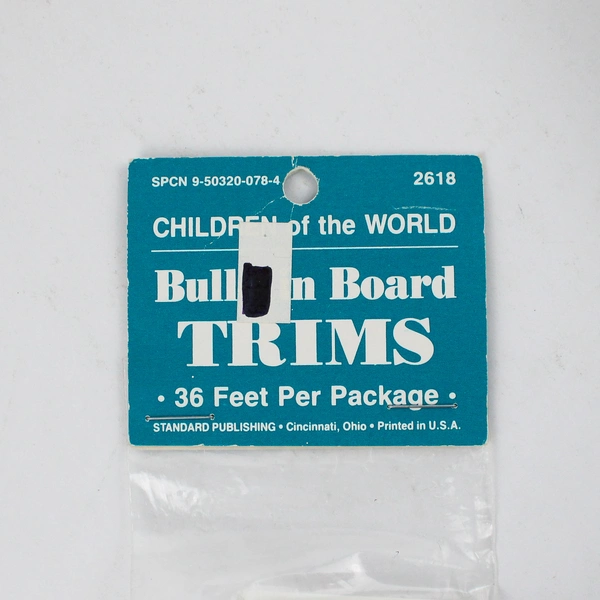 SPCN 9-50320-078-4
2618
CHILDREN of the WORLD
Bull n Board
TRIMS
• 36 Feet Per Package •
STANDARD PUBLISHING • Cincinnati, Ohio • Printed in U.S.A.